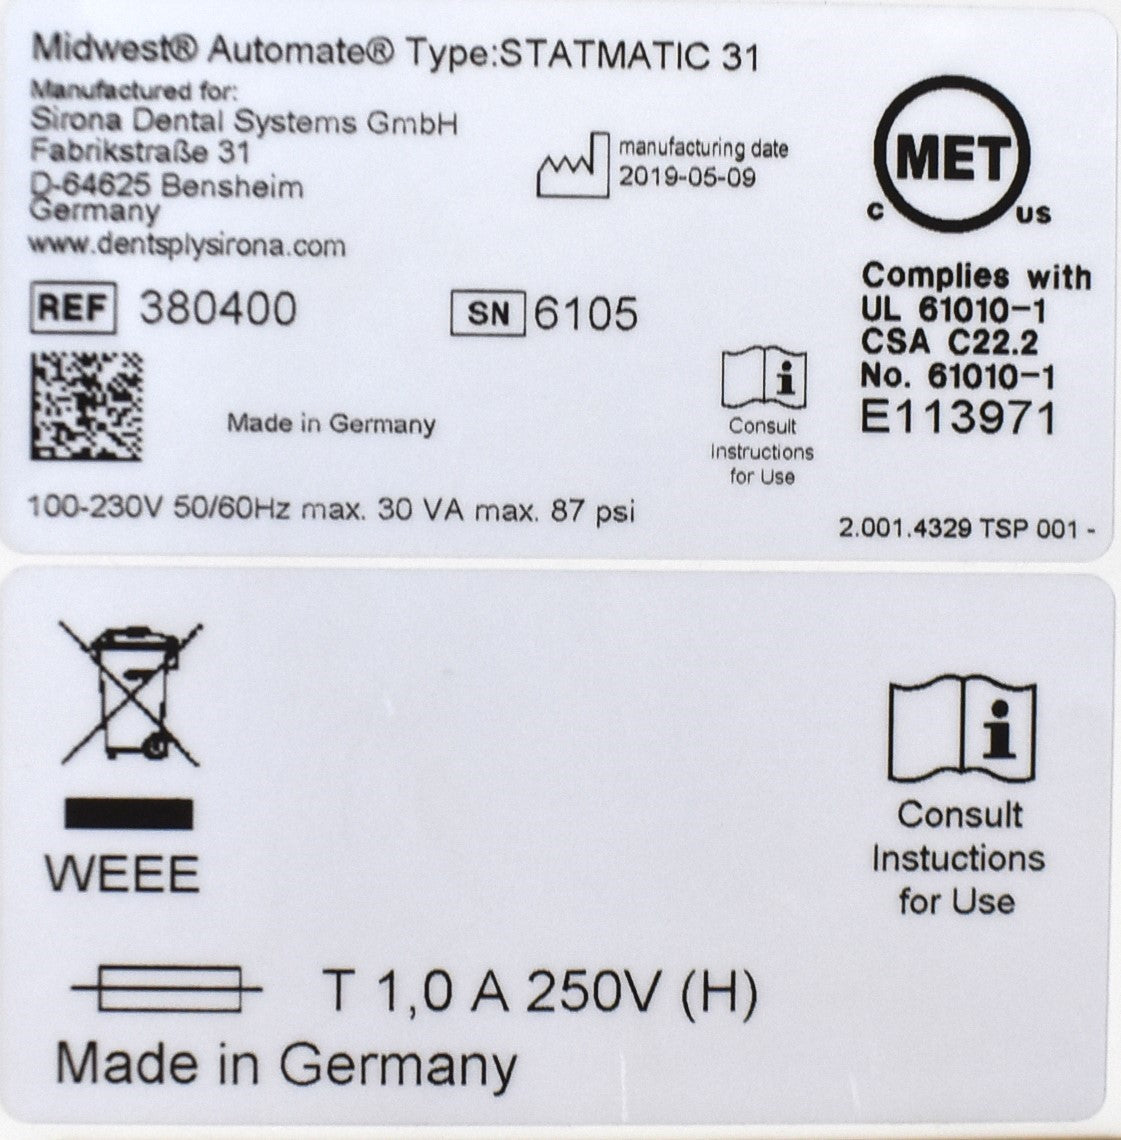 Midwest® Automate® Type:STATMATIC 31
Manufactured for:
Sirona Dental Systems GmbH
Fabrikstraße 31
D-64625 Bensheim
Germany
www.dentsplysirona.com
manufacturing date
2019-05-09
MET
C US
Complies with
UL 61010-1
CSA C22.2
No. 61010-1
E113971
REF 380400
SN 6105
Made in Germany
Consult
Instructions
for Use
100-230V 50/60Hz max. 30 VA max. 87 psi
2.001.4329 TSP 001 -
WEEE
Consult
Instuctions
for Use
T 1,0 A 250V (H)
Made in Germany